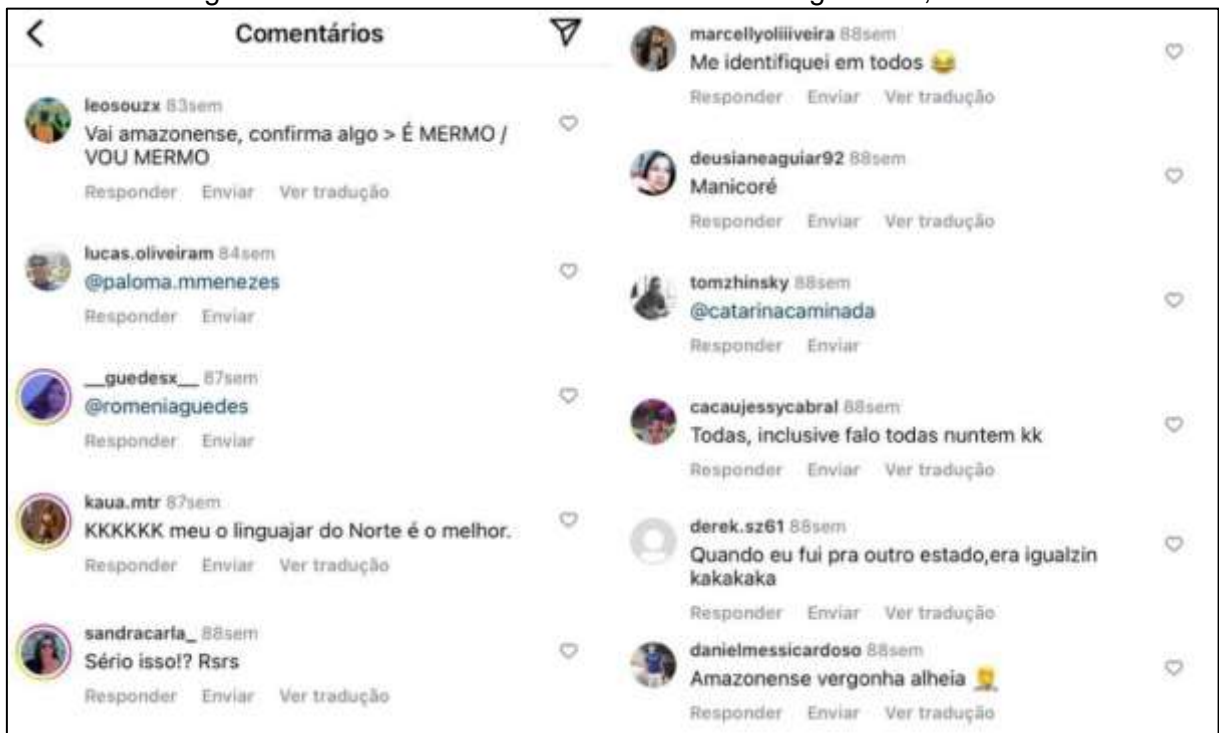 Comentários
leosouzx 83sem
Vai amazonense, confirma algo > É MERMO /
VOU MERMO
Responder Enviar Ver tradução
lucas.oliveiram 84sem
@paloma.mmenezes
Responder Enviar
__guedesx__ 87sem
@romeniaguedes
Responder Enviar
kaua.mtr 87sem
KKKKKK meu o linguajar do Norte é o melhor.
Responder Enviar Ver tradução
sandracarla_ 88sem
Sério isso!? Rsrs
Responder Enviar Ver tradução
marcellyoliiiveira 88sem
Me identifiquei em todos 😂
Responder Enviar Ver tradução
deusianeaguiar92 88sem
Manicoré
Responder Enviar Ver tradução
tomzhinsky 88sem
@catarinacaminada
Responder Enviar
cacaujessycabral 88sem
Todas, inclusive falo todas nuntem kk
Responder Enviar Ver tradução
derek.sz61 88sem
Quando eu fui pra outro estado,era igualzin
kakakaka
Responder Enviar Ver tradução
danielmessicardoso 88sem
Amazonense vergonha alheia 🤦
Responder Enviar Ver tradução